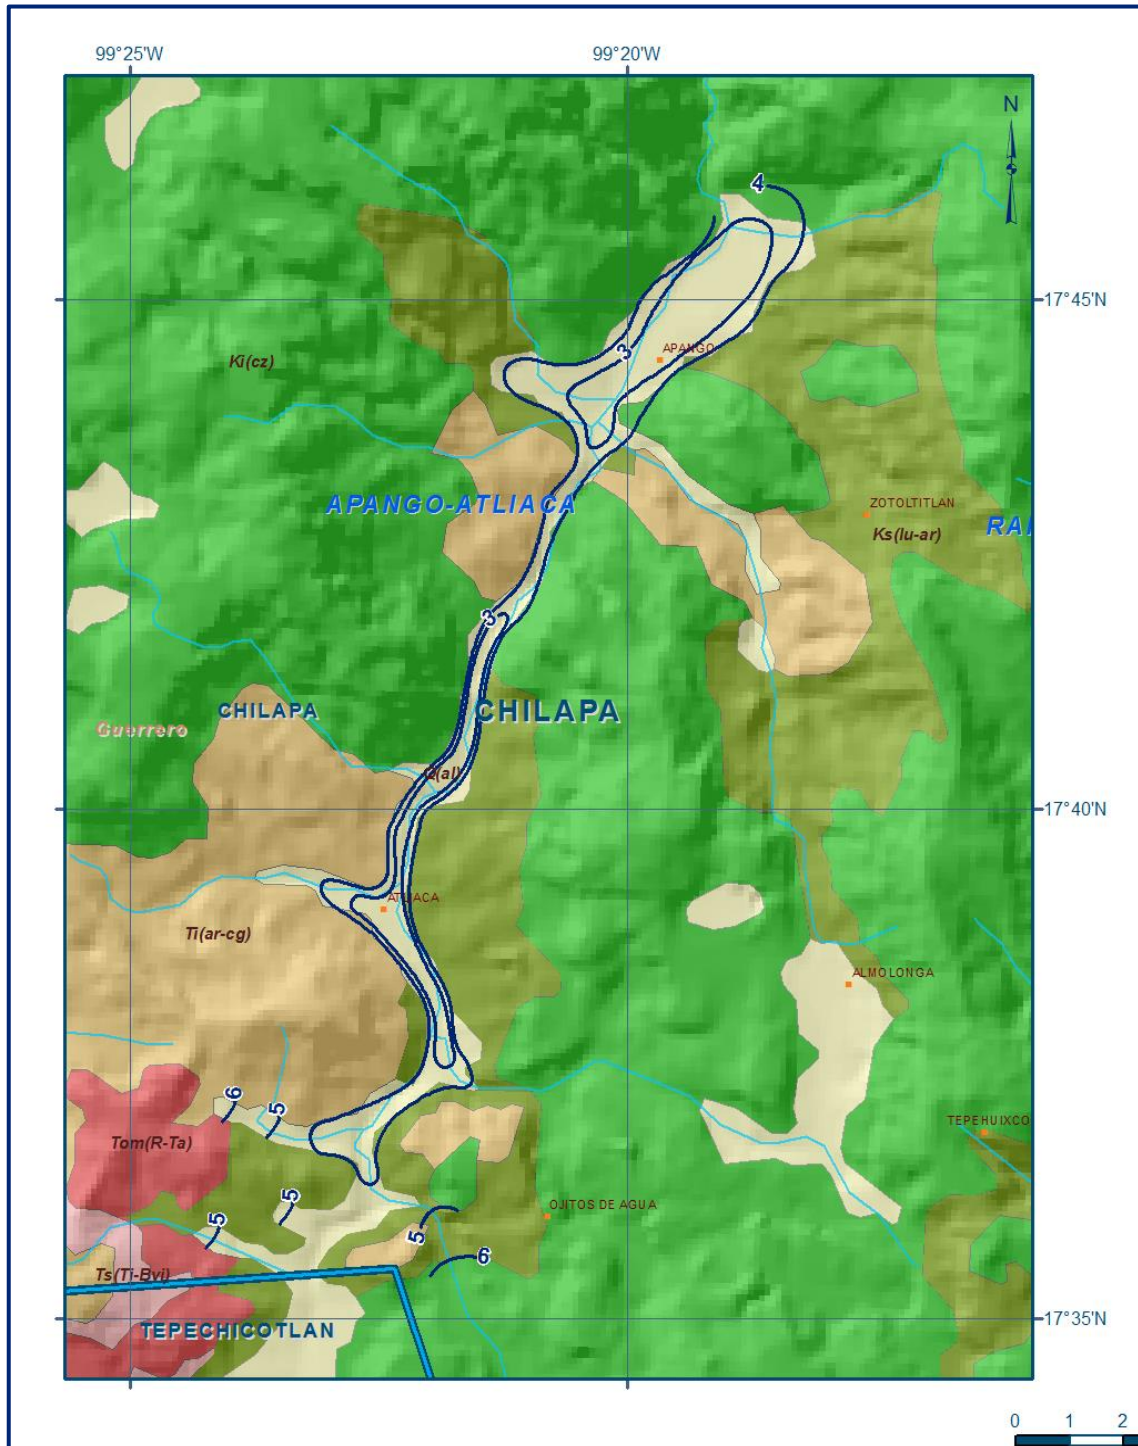 99°25'W
99°20'W
N
4
17°45'N
3
APANGO
Ki(cz)
APANGO-ATLIACA
ZOTOLTITLAN
RAM
Ks(lu-ar)
3
CHILAPA
CHILAPA
Guerrero
Q(al)
17°40'N
ATLIACA
Ti(ar-cg)
ALMOLONGA
6
5
TEPEHUIXCO
Tom(R-Ta)
5
OJITOS DE AGUA
5
5
6
Ts(Ti-Bvi)
17°35'N
TEPECHICOTLAN
0 1 2